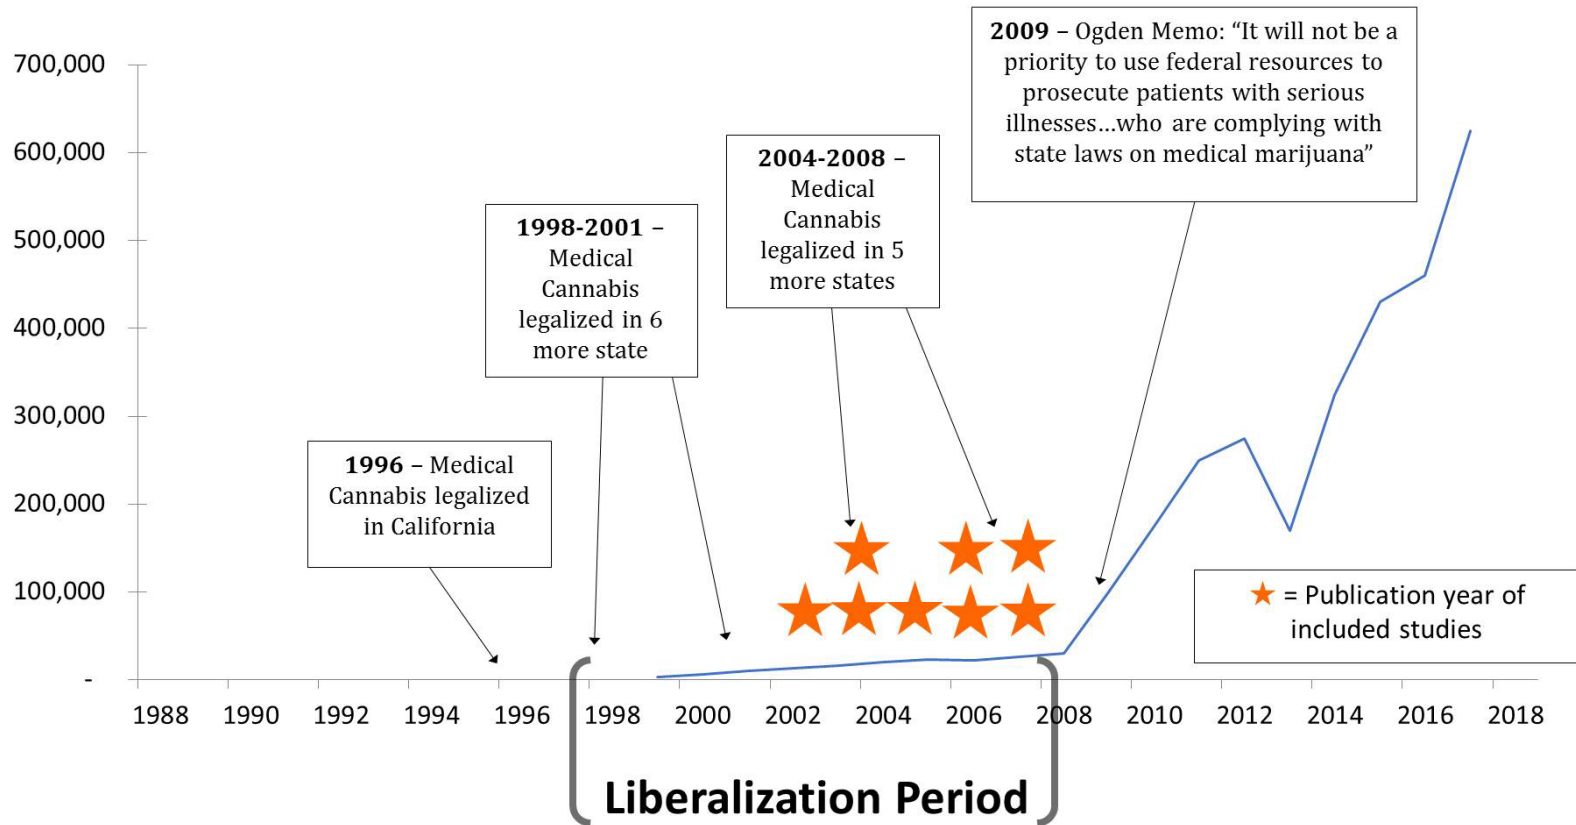 700,000
600,000
500,000
400,000
300,000
200,000
100,000
-
1988 1990 1992 1994 1996 1998 2000 2002 2004 2006 2008 2010 2012 2014 2016 2018
1996 – Medical
Cannabis legalized
in California
1998-2001 –
Medical
Cannabis
legalized in 6
more state
2004-2008 –
Medical
Cannabis
legalized in 5
more states
2009 – Ogden Memo: “It will not be a
priority to use federal resources to
prosecute patients with serious
illnesses...who are complying with
state laws on medical marijuana”
= Publication year of
included studies
Liberalization Period